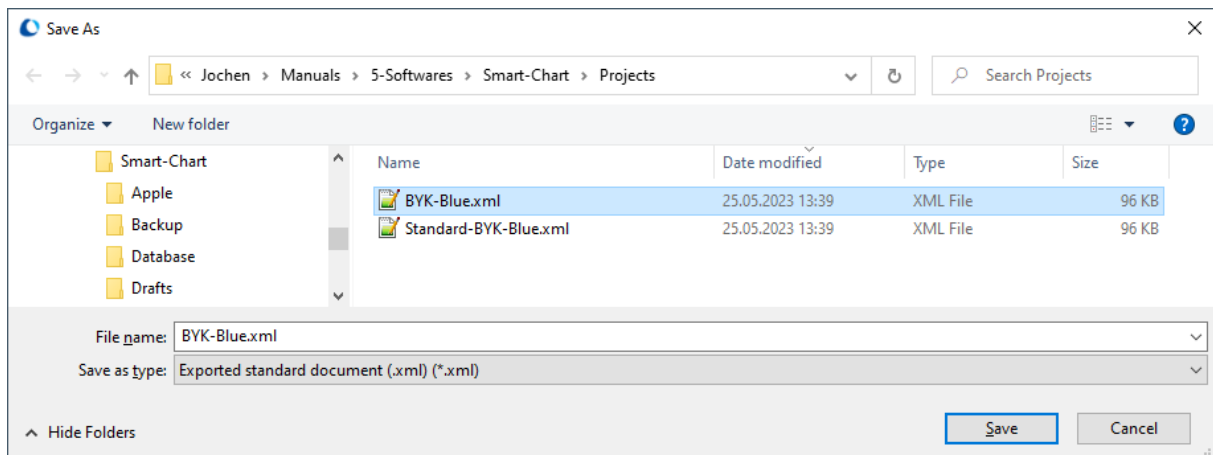 Save As
« Jochen › Manuals › 5-Softwares › Smart-Chart › Projects
Search Projects
Organize
New folder
Smart-Chart
Apple
Backup
Database
Drafts
Name Date modified Type Size
BYK-Blue.xml 25.05.2023 13:39 XML File 96 KB
Standard-BYK-Blue.xml 25.05.2023 13:39 XML File 96 KB
File name: BYK-Blue.xml
Save as type: Exported standard document (.xml) (*.xml)
Hide Folders
Save
Cancel